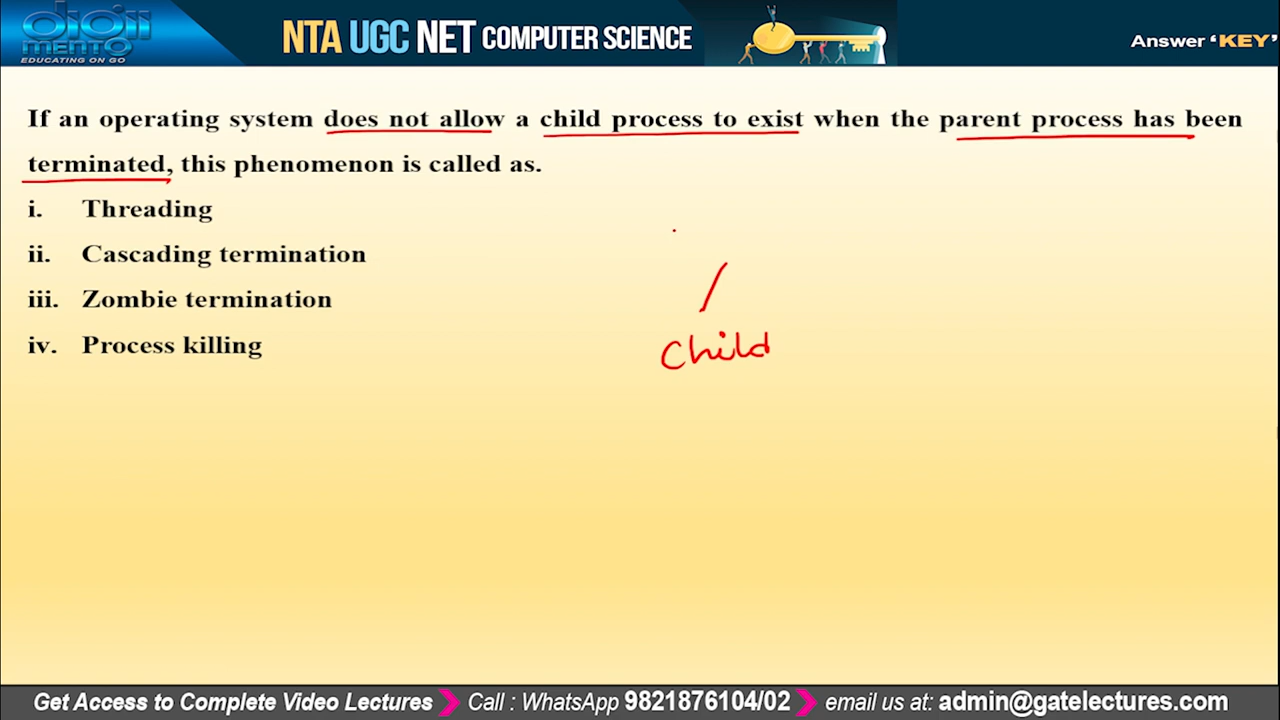 digii
MENTO
EDUCATING ON GO
NTA UGC NET COMPUTER SCIENCE
Answer ‘KEY’
If an operating system does not allow a child process to exist when the parent process has been
terminated, this phenomenon is called as.
i. Threading
ii. Cascading termination
iii. Zombie termination
iv. Process killing
Child
Get Access to Complete Video Lectures Call : WhatsApp 9821876104/02 email us at: admin@gatelectures.com